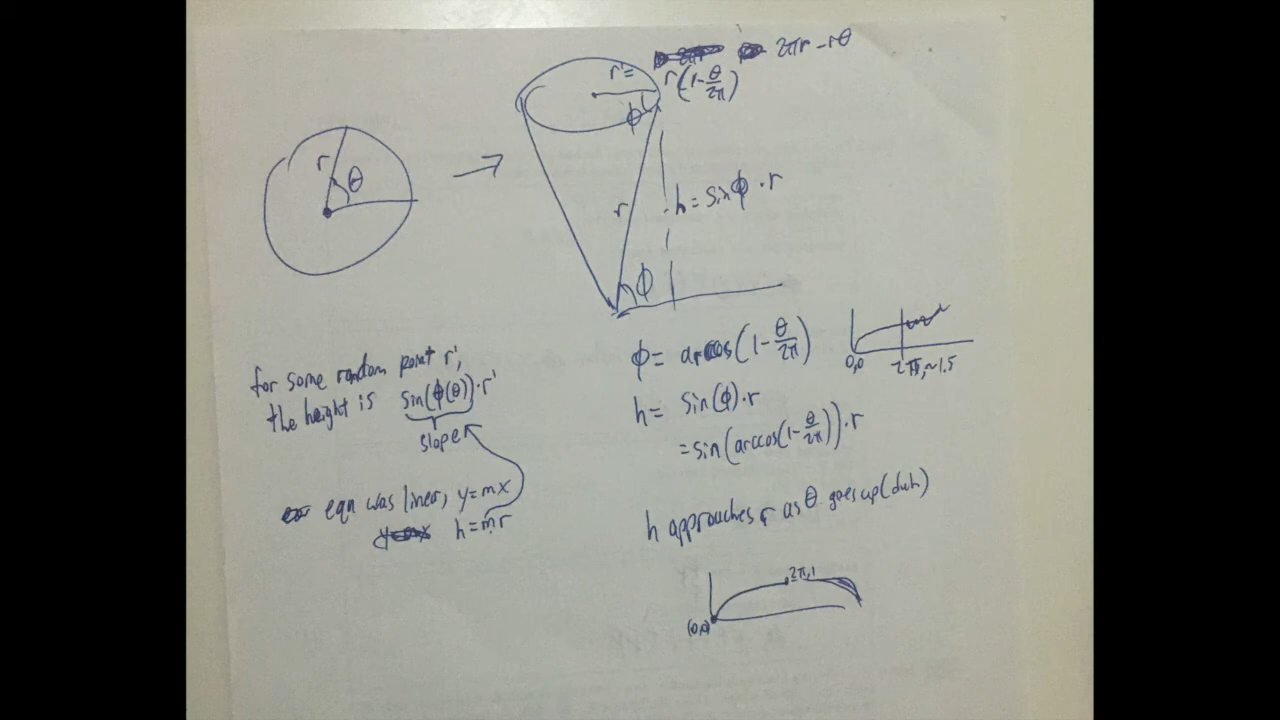 2πr - rθ
r' = r(1 - θ/2π)
r
θ
ϕ
h = sinϕ · r
r
ϕ
ϕ = arccos(1 - θ/2π)
0,0
2π, ~1.5
h = sin(ϕ) · r
= sin(arccos(1 - θ/2π)) · r
h approaches r as θ goes up (duh)
2π, 1
(0,0)
for some random point r',
the height is sin(ϕ(θ)) · r'
slope
eqn was liner, y = mx
h = mr